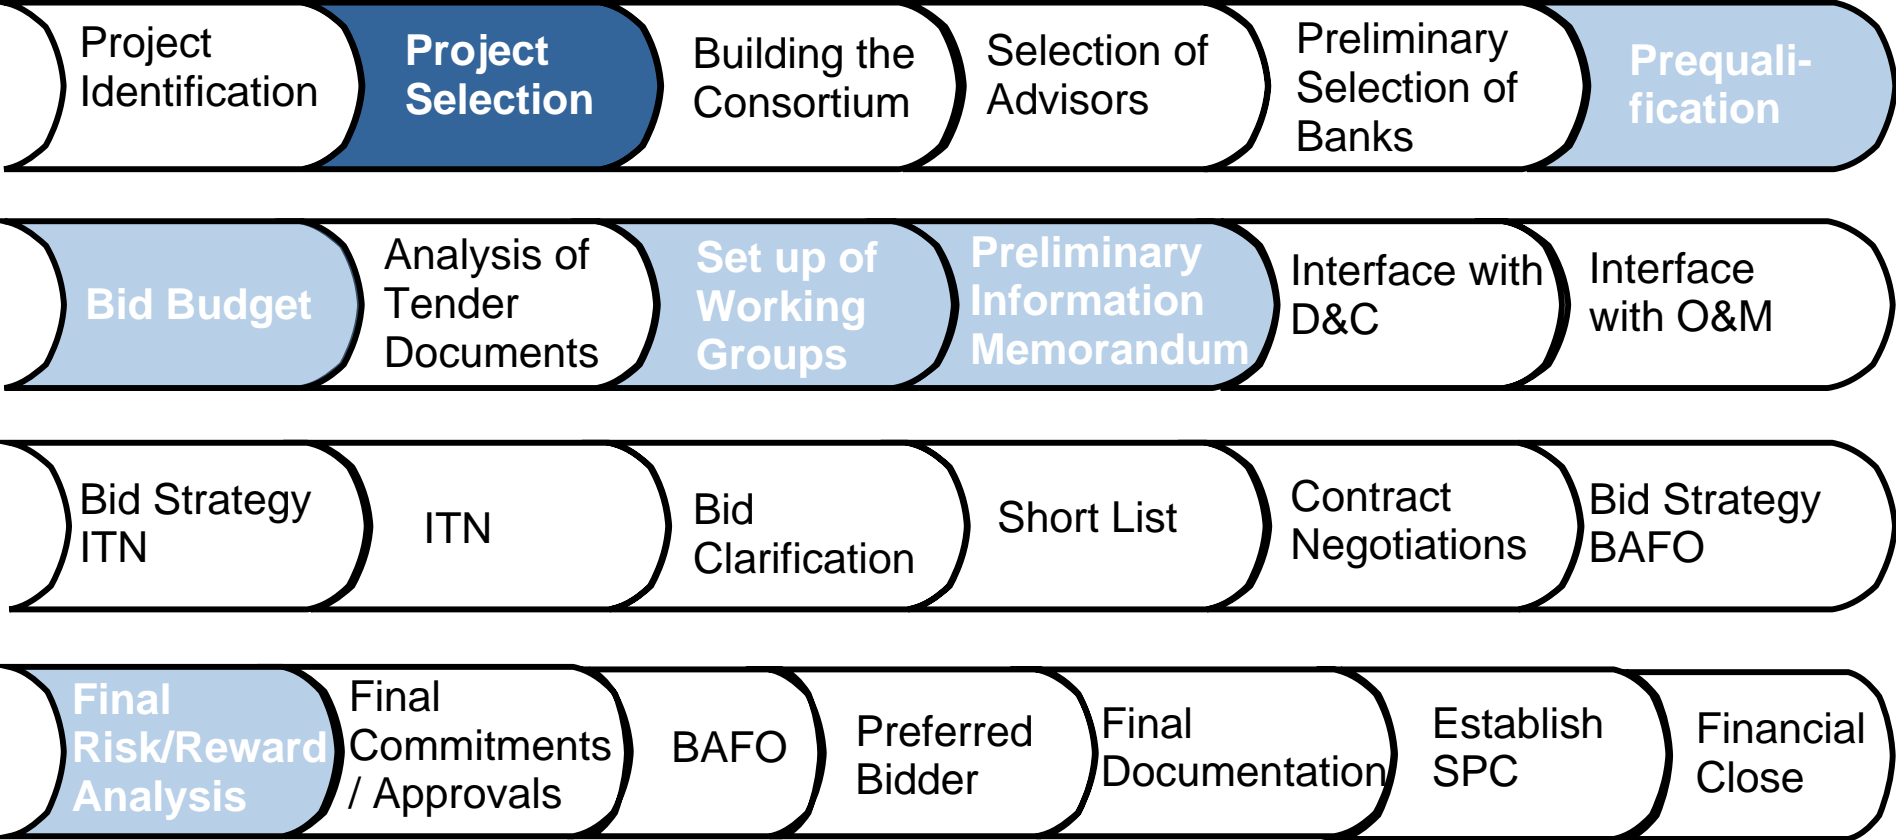 Project
Identification
Project
Selection
Building the
Consortium
Selection of
Advisors
Preliminary
Selection of
Banks
Prequali-
fication
Bid Budget
Analysis of
Tender
Documents
Set up of
Working
Groups
Preliminary
Information
Memorandum
Interface with
D&C
Interface
with O&M
Bid Strategy
ITN
ITN
Bid
Clarification
Short List
Contract
Negotiations
Bid Strategy
BAFO
Final
Risk/Reward
Analysis
Final
Commitments
/ Approvals
BAFO
Preferred
Bidder
Final
Documentation
Establish
SPC
Financial
Close